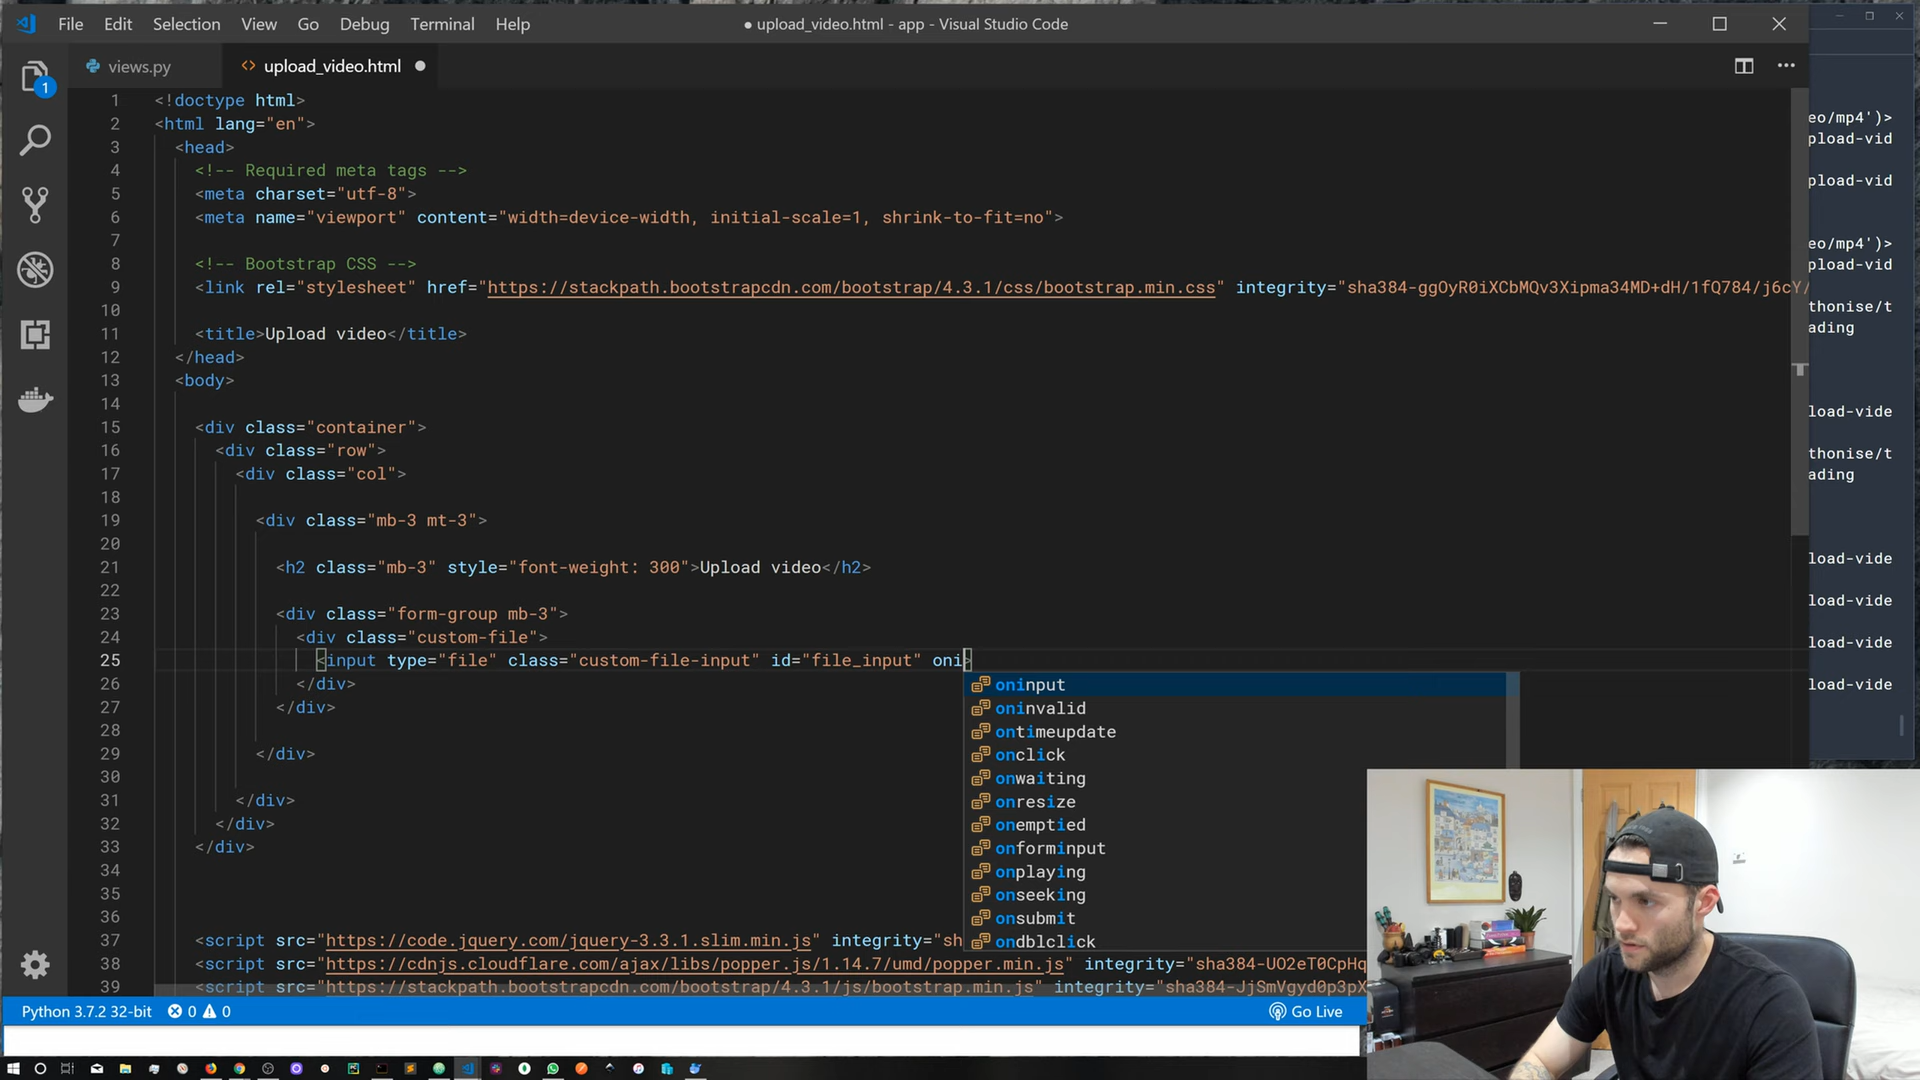 File Edit Selection View Go Debug Terminal Help
● upload_video.html - app - Visual Studio Code
views.py
<> upload_video.html ●
1 <!doctype html>
2 <html lang="en">
3 <head>
4 <!-- Required meta tags -->
5 <meta charset="utf-8">
6 <meta name="viewport" content="width=device-width, initial-scale=1, shrink-to-fit=no">
7
8 <!-- Bootstrap CSS -->
9 <link rel="stylesheet" href="https://stackpath.bootstrapcdn.com/bootstrap/4.3.1/css/bootstrap.min.css" integrity="sha384-ggOyR0iXCbMQv3Xipma34MD+dH/1fQ784/j6cY/
10
11 <title>Upload video</title>
12 </head>
13 <body>
14
15 <div class="container">
16 <div class="row">
17 <div class="col">
18
19 <div class="mb-3 mt-3">
20
21 <h2 class="mb-3" style="font-weight: 300">Upload video</h2>
22
23 <div class="form-group mb-3">
24 <div class="custom-file">
25 <input type="file" class="custom-file-input" id="file_input" oni>
26 </div>
27 </div>
28
29 </div>
30
31 </div>
32 </div>
33 </div>
34
35
36
37 <script src="https://code.jquery.com/jquery-3.3.1.slim.min.js" integrity="sh
38 <script src="https://cdnjs.cloudflare.com/ajax/libs/popper.js/1.14.7/umd/popper.min.js" integrity="sha384-UO2eT0CpHq
39 <script src="https://stackpath.bootstrapcdn.com/bootstrap/4.3.1/js/bootstrap.min.js" integrity="sha384-JjSmVgyd0p3pX
oninput
oninvalid
ontimeupdate
onclick
onwaiting
onresize
onemptied
onforminput
onplaying
onseeking
onsubmit
ondblclick
eo/mp4')>
pload-vid
pload-vid
eo/mp4')>
pload-vid
thonise/t
ading
load-vide
thonise/t
ading
load-vide
load-vide
load-vide
load-vide
1
Python 3.7.2 32-bit 0 0
Go Live